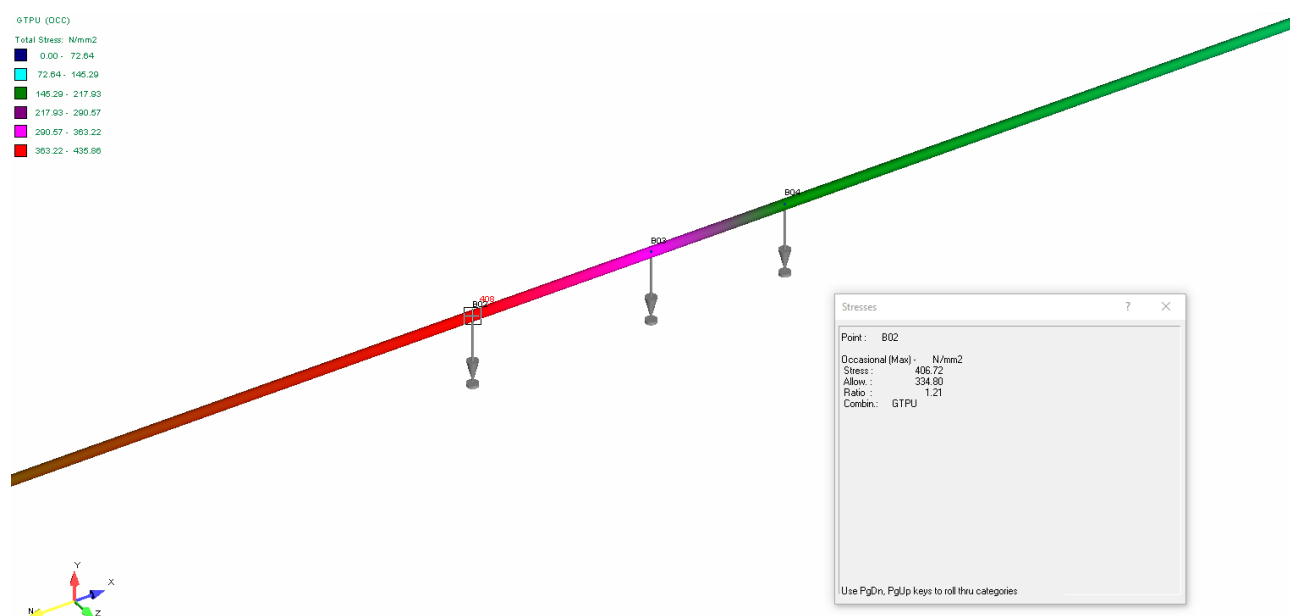 GTPU (OCC)
Total Stress: N/mm2
0.00 - 72.64
72.64 - 145.29
145.29 - 217.93
217.93 - 290.57
290.57 - 363.22
363.22 - 435.86
B04
B03
408
B02
Stresses ? ×
Point : B02
Occasional (Max) - N/mm2
Stress : 406.72
Allow. : 334.80
Ratio : 1.21
Combin.: GTPU
Use PgDn, PgUp keys to roll thru categories
Y
X
N
Z